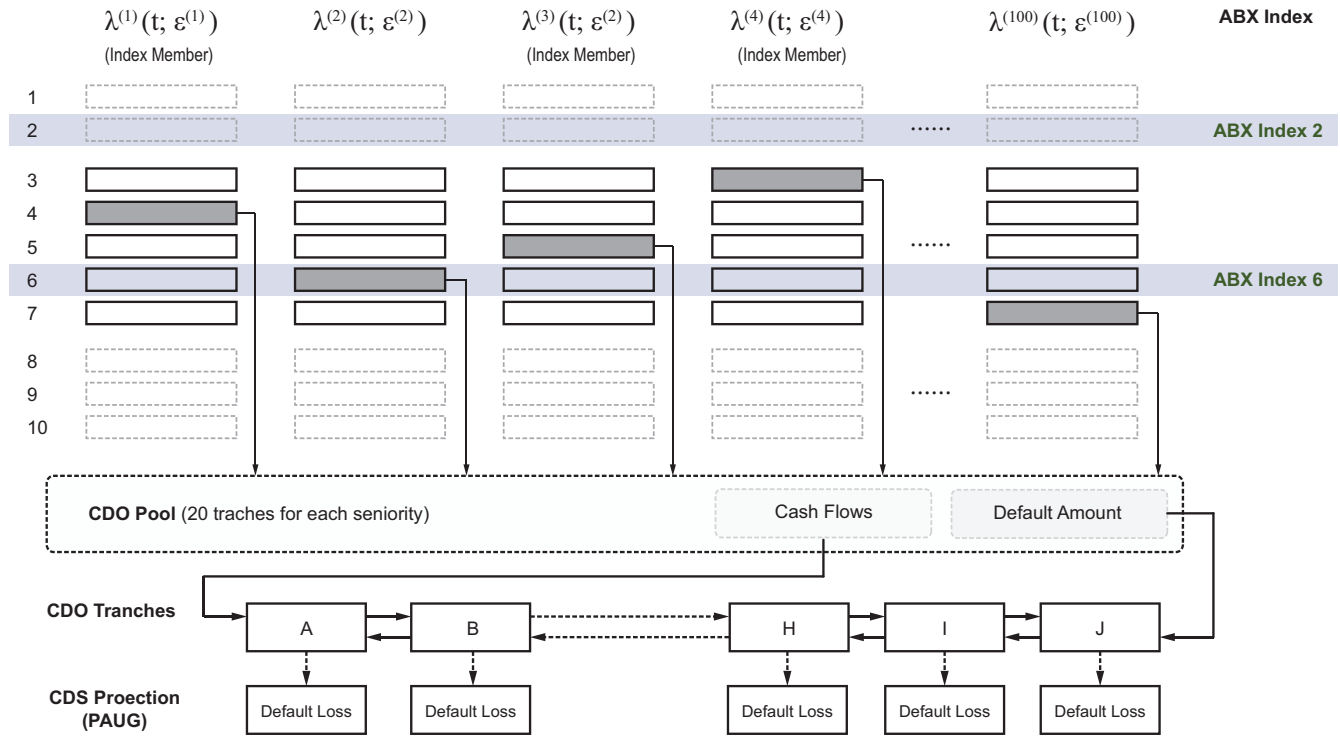 λ⁽¹⁾(t; ε⁽¹⁾) λ⁽²⁾(t; ε⁽²⁾) λ⁽³⁾(t; ε⁽²⁾) λ⁽⁴⁾(t; ε⁽⁴⁾) λ⁽¹⁰⁰⁾(t; ε⁽¹⁰⁰⁾) ABX Index
(Index Member) (Index Member) (Index Member)
1
2 ...... ABX Index 2
3
4
5 ......
6 ABX Index 6
7
8
9 ......
10
CDO Pool (20 traches for each seniority) Cash Flows Default Amount
CDO Tranches A B H I J
CDS Proection
(PAUG)
Default Loss Default Loss Default Loss Default Loss Default Loss